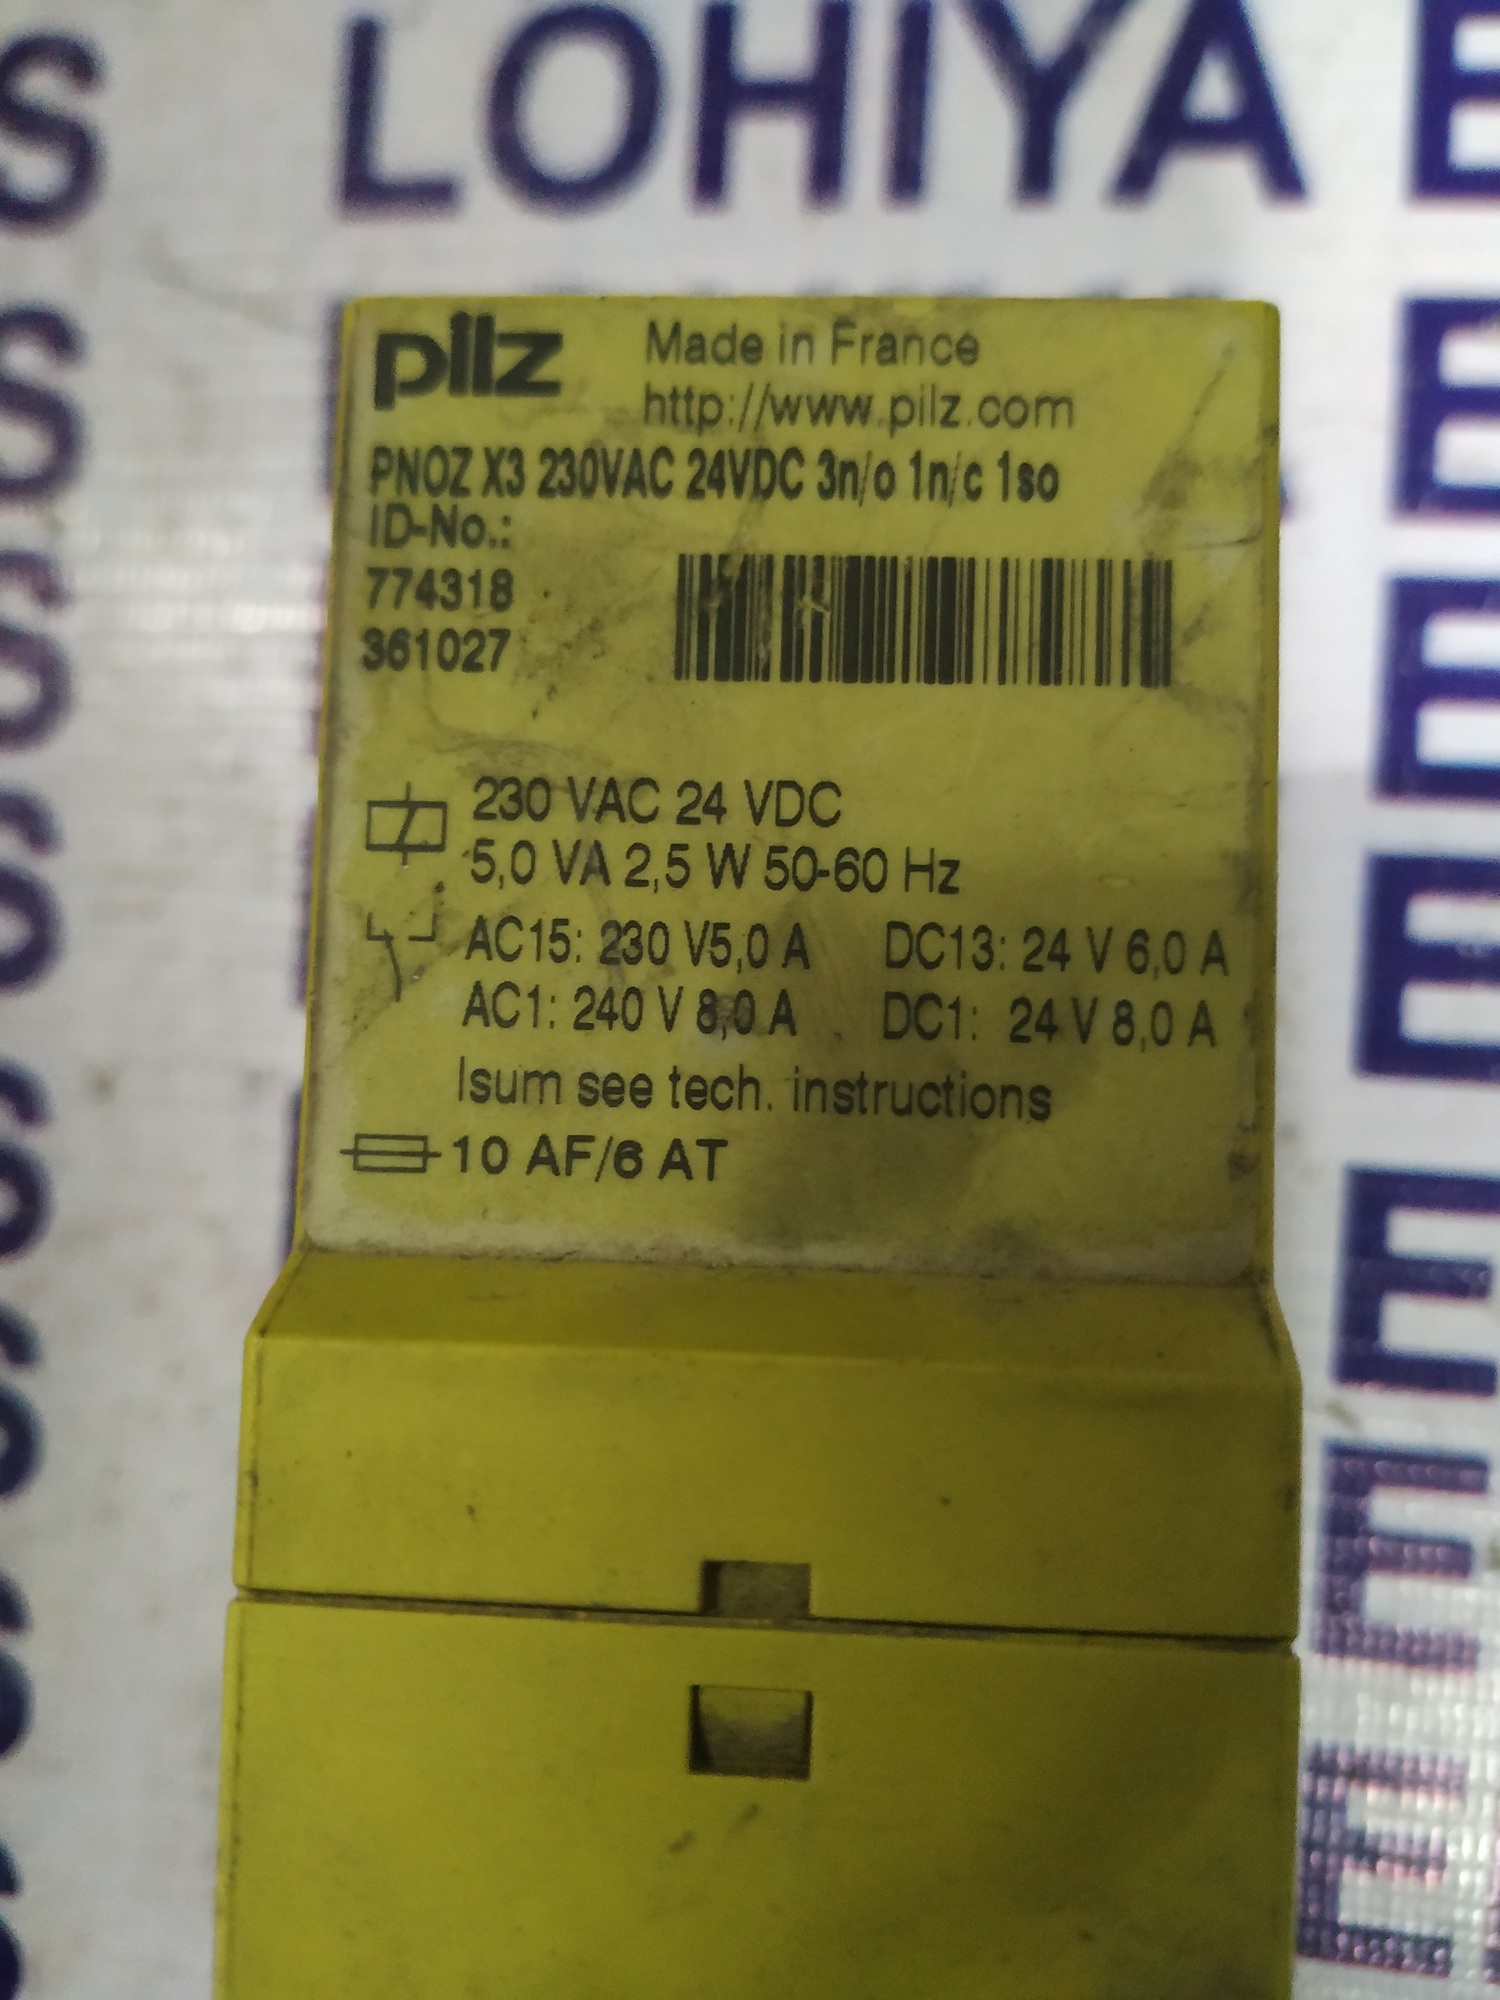 LOHIYA E
pilz
Made in France
http://www.pilz.com
PNOZ X3 230VAC 24VDC 3n/o 1n/c 1so
ID-No.:
774318
361027
230 VAC 24 VDC
5,0 VA 2,5 W 50-60 Hz
AC15: 230 V5,0 A DC13: 24 V 6,0 A
AC1: 240 V 8,0 A DC1: 24 V 8,0 A
Isum see tech. instructions
10 AF/6 AT